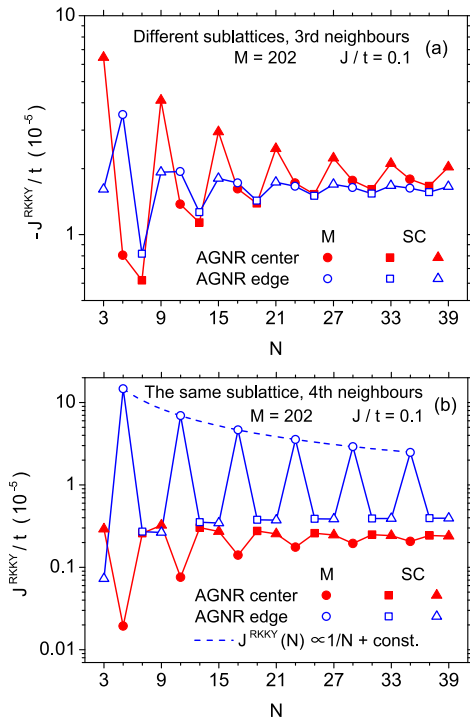 Different sublattices, 3rd neighbours
(a)
M = 202 J / t = 0.1
-J^RKKY / t (10^-5)
10
1
M SC
AGNR center
AGNR edge
3 9 15 21 27 33 39
N
The same sublattice, 4th neighbours
(b)
M = 202 J / t = 0.1
J^RKKY / t (10^-5)
10
1
0.1
0.01
M SC
AGNR center
AGNR edge
J^RKKY (N) ∝1/N + const.
3 9 15 21 27 33 39
N